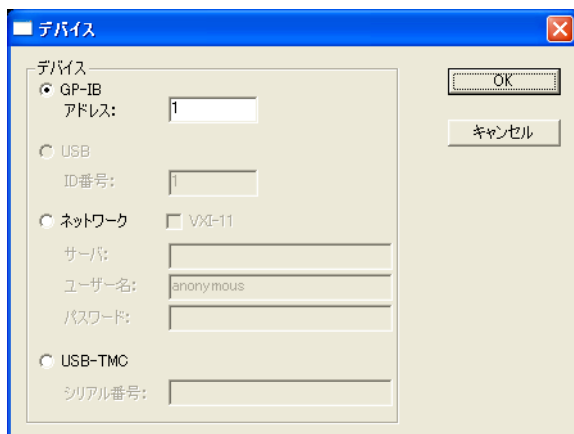 デバイス
デバイス
GP-IB
アドレス: 1
OK
キャンセル
USB
ID番号: 1
ネットワーク VXI-11
サーバ:
ユーザー名: anonymous
パスワード:
USB-TMC
シリアル番号: